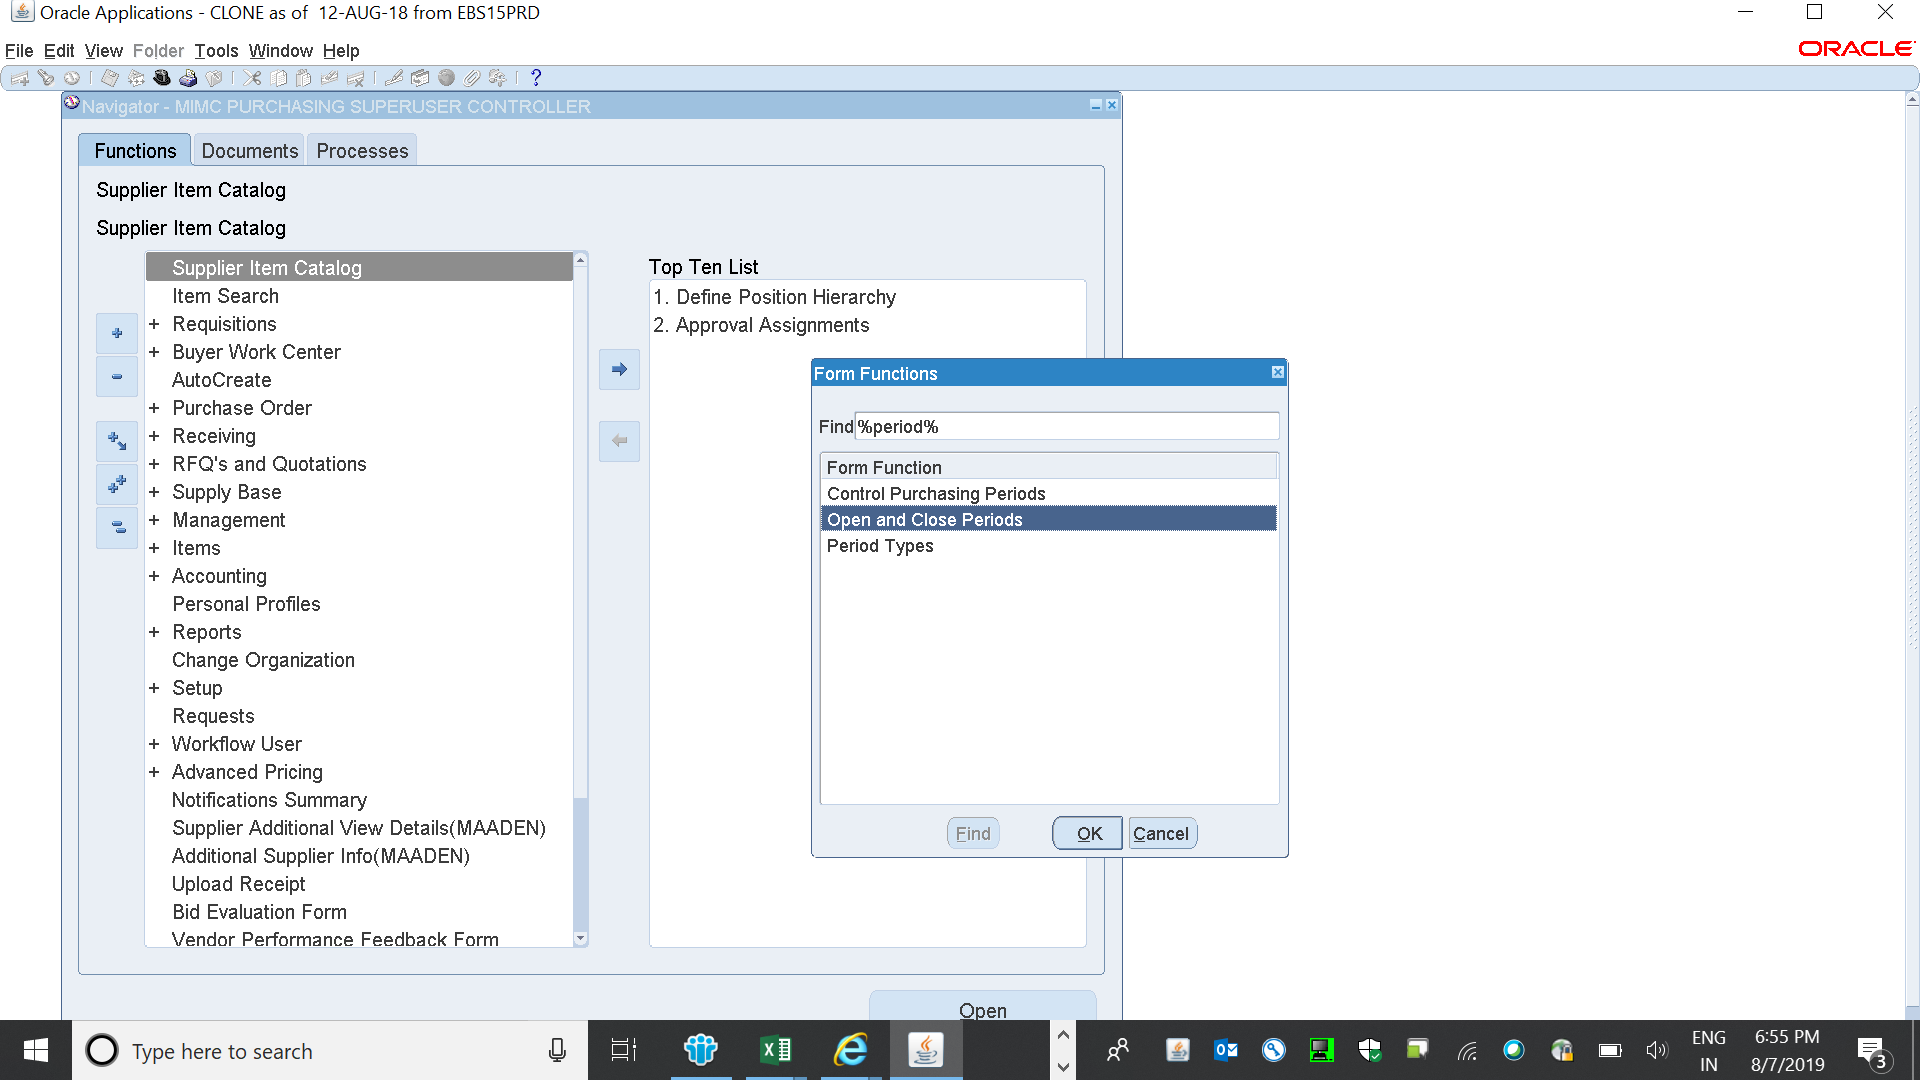 Oracle Applications - CLONE as of  12-AUG-18 from EBS15PRD
File Edit View Folder Tools Window Help
ORACLE
Navigator - MIMC PURCHASING SUPERUSER CONTROLLER
Functions Documents Processes
Supplier Item Catalog
Supplier Item Catalog
Supplier Item Catalog
Item Search
+ Requisitions
+ Buyer Work Center
AutoCreate
+ Purchase Order
+ Receiving
+ RFQ's and Quotations
+ Supply Base
+ Management
+ Items
+ Accounting
Personal Profiles
+ Reports
Change Organization
+ Setup
Requests
+ Workflow User
+ Advanced Pricing
Notifications Summary
Supplier Additional View Details(MAADEN)
Additional Supplier Info(MAADEN)
Upload Receipt
Bid Evaluation Form
Vendor Performance Feedback Form
Top Ten List
1. Define Position Hierarchy
2. Approval Assignments
Form Functions
Find %period%
Form Function
Control Purchasing Periods
Open and Close Periods
Period Types
Find OK Cancel
Open
Type here to search
ENG
IN
6:55 PM
8/7/2019
3